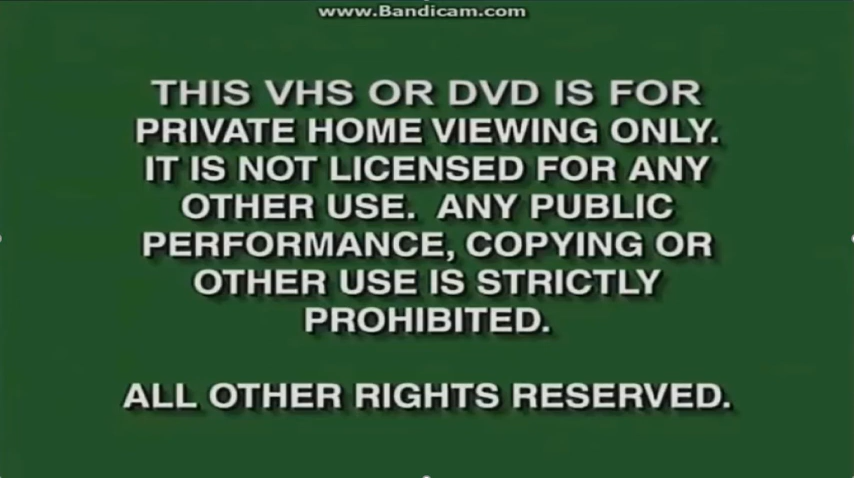 www.Bandicam.com
THIS VHS OR DVD IS FOR
PRIVATE HOME VIEWING ONLY.
IT IS NOT LICENSED FOR ANY
OTHER USE.  ANY PUBLIC
PERFORMANCE, COPYING OR
OTHER USE IS STRICTLY
PROHIBITED.
ALL OTHER RIGHTS RESERVED.